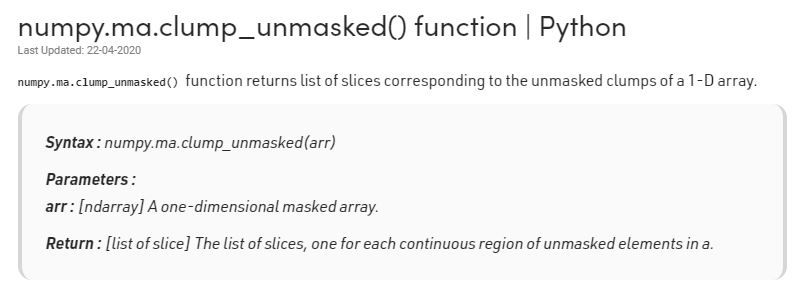 numpy.ma.clump_unmasked() function | Python
Last Updated: 22-04-2020
numpy.ma.clump_unmasked() function returns list of slices corresponding to the unmasked clumps of a 1-D array.
Syntax : numpy.ma.clump_unmasked(arr)
Parameters :
arr : [ndarray] A one-dimensional masked array.
Return : [list of slice] The list of slices, one for each continuous region of unmasked elements in a.